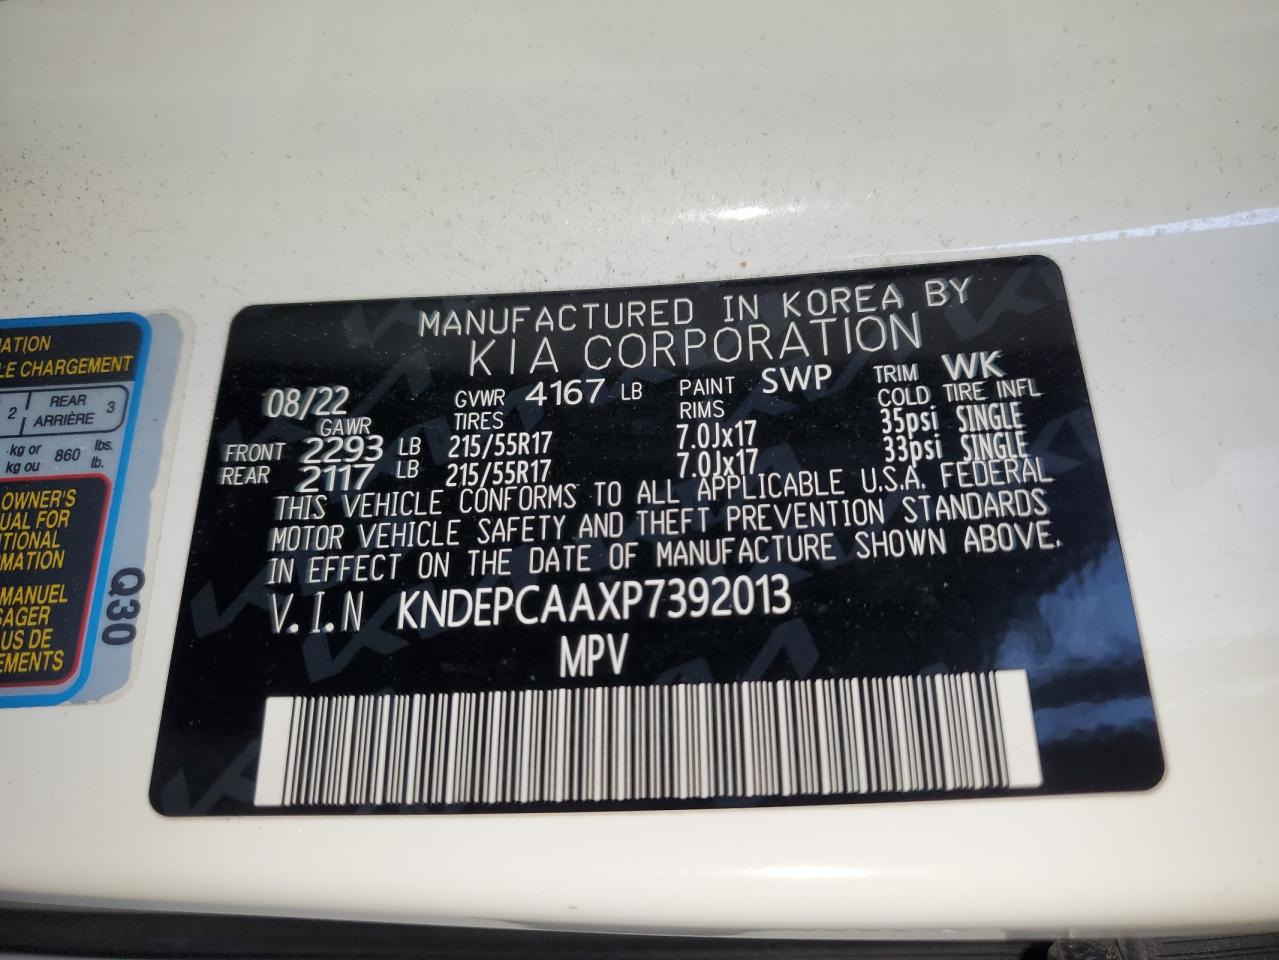 MANUFACTURED IN KOREA BY
KIA CORPORATION
08/22 GVWR 4167 LB PAINT SWP TRIM WK
GAWR TIRES RIMS COLD TIRE INFL
FRONT 2293 LB 215/55R17 7.0Jx17 35psi SINGLE
REAR 2117 LB 215/55R17 7.0Jx17 33psi SINGLE
THIS VEHICLE CONFORMS TO ALL APPLICABLE U.S.A. FEDERAL
MOTOR VEHICLE SAFETY AND THEFT PREVENTION STANDARDS
IN EFFECT ON THE DATE OF MANUFACTURE SHOWN ABOVE.
V.I.N KNDEPCAAXP7392013
MPV
ATION
LE CHARGEMENT
2 REAR 3
ARRIÈRE
kg or 860 lbs.
kg ou lb.
OWNER'S
UAL FOR
ITIONAL
RMATION
MANUEL
SAGER
US DE
EMENTS
Q30